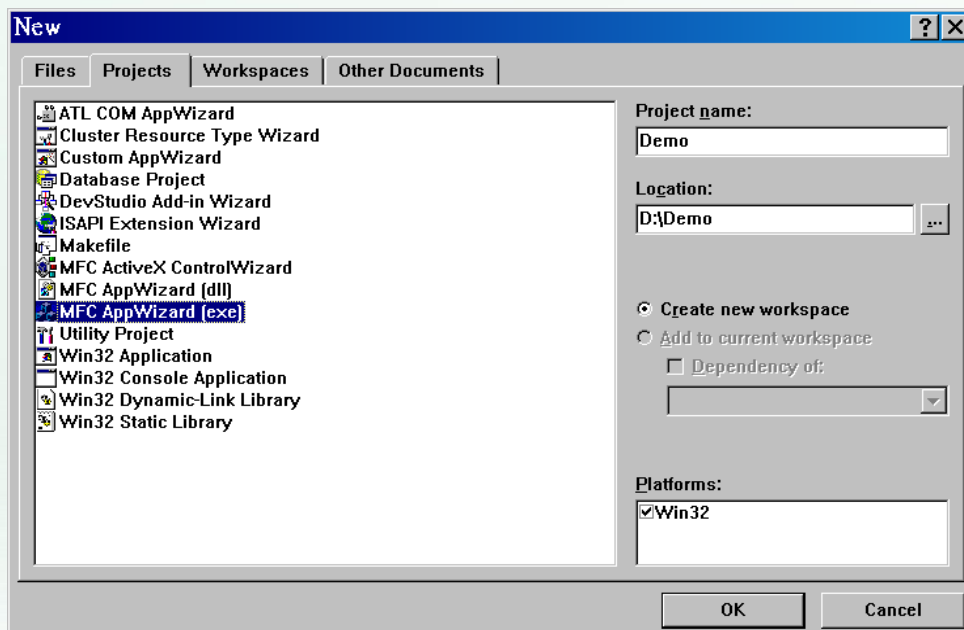 New
Files
Projects
Workspaces
Other Documents
ATL COM AppWizard
Cluster Resource Type Wizard
Custom AppWizard
Database Project
DevStudio Add-in Wizard
ISAPI Extension Wizard
Makefile
MFC ActiveX ControlWizard
MFC AppWizard (dll)
MFC AppWizard (exe)
Utility Project
Win32 Application
Win32 Console Application
Win32 Dynamic-Link Library
Win32 Static Library
Project name:
Demo
Location:
D:\Demo
...
Create new workspace
Add to current workspace
Dependency of:
Platforms:
Win32
OK
Cancel